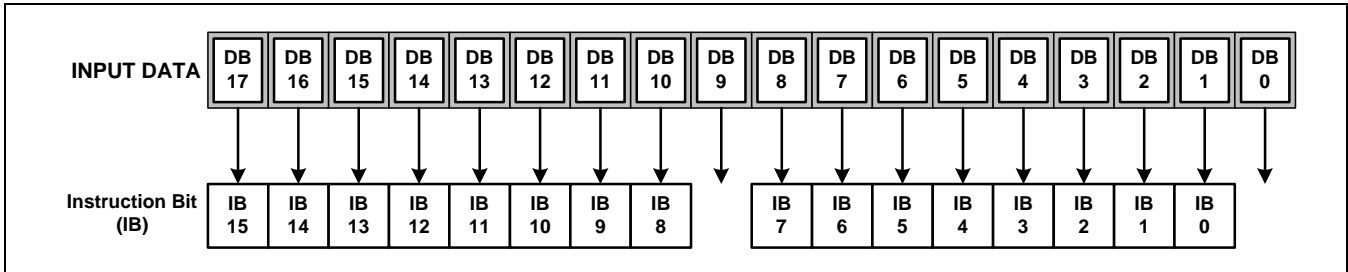 INPUT DATA
DB DB DB DB DB DB DB DB DB DB DB DB DB DB DB DB DB DB
17 16 15 14 13 12 11 10 9 8 7 6 5 4 3 2 1 0
Instruction Bit
(IB)
IB IB IB IB IB IB IB IB IB IB IB IB IB IB IB IB
15 14 13 12 11 10 9 8 7 6 5 4 3 2 1 0